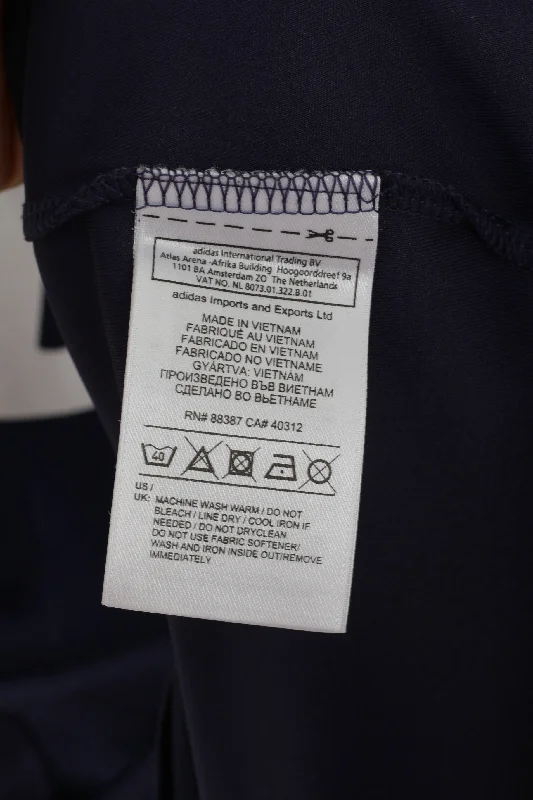 adidas International Trading BV
Atlas Arena -Afrika Building Hoogoorddreef 9a
1101 BA Amsterdam ZO The Netherlands
VAT NO. NL 8073.01.322.B.01
adidas Imports and Exports Ltd
MADE IN VIETNAM
FABRIQUÉ AU VIETNAM
FABRICADO EN VIETNAM
FABRICADO NO VIETNAME
GYÁRTVA: VIETNÁM
ПРОИЗВЕДЕНО ВЪВ ВИЕТНАМ
СДЕЛАНО ВО ВЬЕТНАМЕ
RN# 88387 CA# 40312
40
US /
UK: MACHINE WASH WARM / DO NOT
BLEACH / LINE DRY / COOL IRON IF
NEEDED / DO NOT DRYCLEAN
DO NOT USE FABRIC SOFTENER/
WASH AND IRON INSIDE OUT/REMOVE
IMMEDIATELY